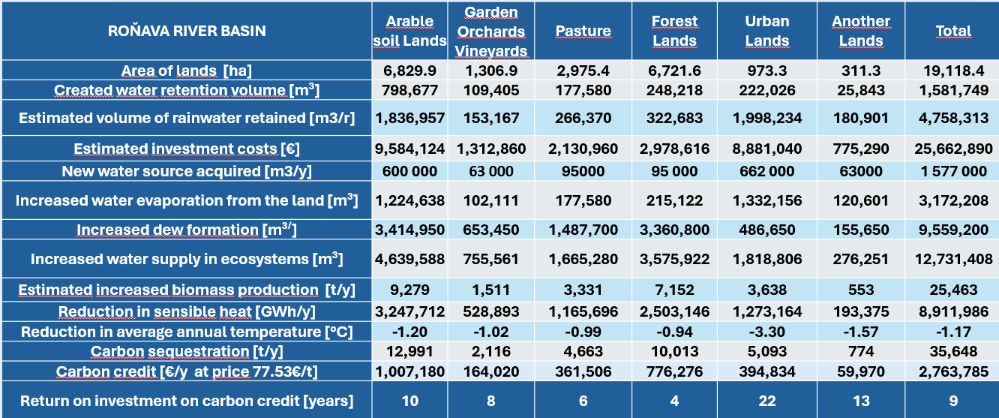 ROŇAVA RIVER BASIN Arable soil Lands Garden Orchards Vineyards Pasture Forest Lands Urban Lands Another Lands Total
Area of lands [ha] 6,829.9 1,306.9 2,975.4 6,721.6 973.3 311.3 19,118.4
Created water retention volume [m³] 798,677 109,405 177,580 248,218 222,026 25,843 1,581,749
Estimated volume of rainwater retained [m3/r] 1,836,957 153,167 266,370 322,683 1,998,234 180,901 4,758,313
Estimated investment costs [€] 9,584,124 1,312,860 2,130,960 2,978,616 8,881,040 775,290 25,662,890
New water source acquired [m3/y] 600 000 63 000 95000 95 000 662 000 63000 1 577 000
Increased water evaporation from the land [m³] 1,224,638 102,111 177,580 215,122 1,332,156 120,601 3,172,208
Increased dew formation [m³/] 3,414,950 653,450 1,487,700 3,360,800 486,650 155,650 9,559,200
Increased water supply in ecosystems [m³] 4,639,588 755,561 1,665,280 3,575,922 1,818,806 276,251 12,731,408
Estimated increased biomass production [t/y] 9,279 1,511 3,331 7,152 3,638 553 25,463
Reduction in sensible heat [GWh/y] 3,247,712 528,893 1,165,696 2,503,146 1,273,164 193,375 8,911,986
Reduction in average annual temperature [°C] -1.20 -1.02 -0.99 -0.94 -3.30 -1.57 -1.17
Carbon sequestration [t/y] 12,991 2,116 4,663 10,013 5,093 774 35,648
Carbon credit [€/y at price 77.53€/t] 1,007,180 164,020 361,506 776,276 394,834 59,970 2,763,785
Return on investment on carbon credit [years] 10 8 6 4 22 13 9